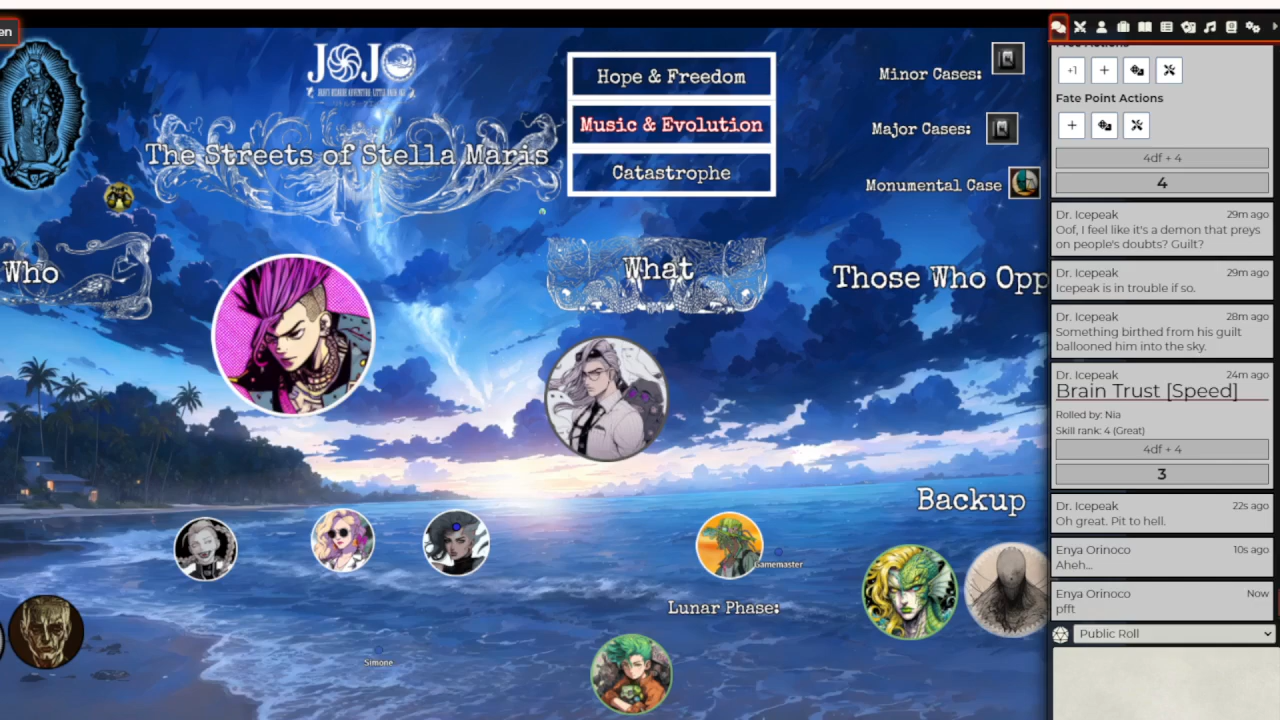 en
JOJO
The Streets of Stella Maris
Hope & Freedom
Music & Evolution
Catastrophe
Minor Cases:
Major Cases:
Monumental Case
Who
What
Those Who Opp
Backup
Gamemaster
Lunar Phase:
Simone
+1
Fate Point Actions
4df + 4
4
Dr. Icepeak 29m ago
Oof, I feel like it's a demon that preys
on people's doubts? Guilt?
Dr. Icepeak 29m ago
Icepeak is in trouble if so.
Dr. Icepeak 28m ago
Something birthed from his guilt
ballooned him into the sky.
Dr. Icepeak 24m ago
Brain Trust [Speed]
Rolled by: Nia
Skill rank: 4 (Great)
4df + 4
3
Dr. Icepeak 22s ago
Oh great. Pit to hell.
Enya Orinoco 10s ago
Aheh...
Enya Orinoco Now
pfft
Public Roll